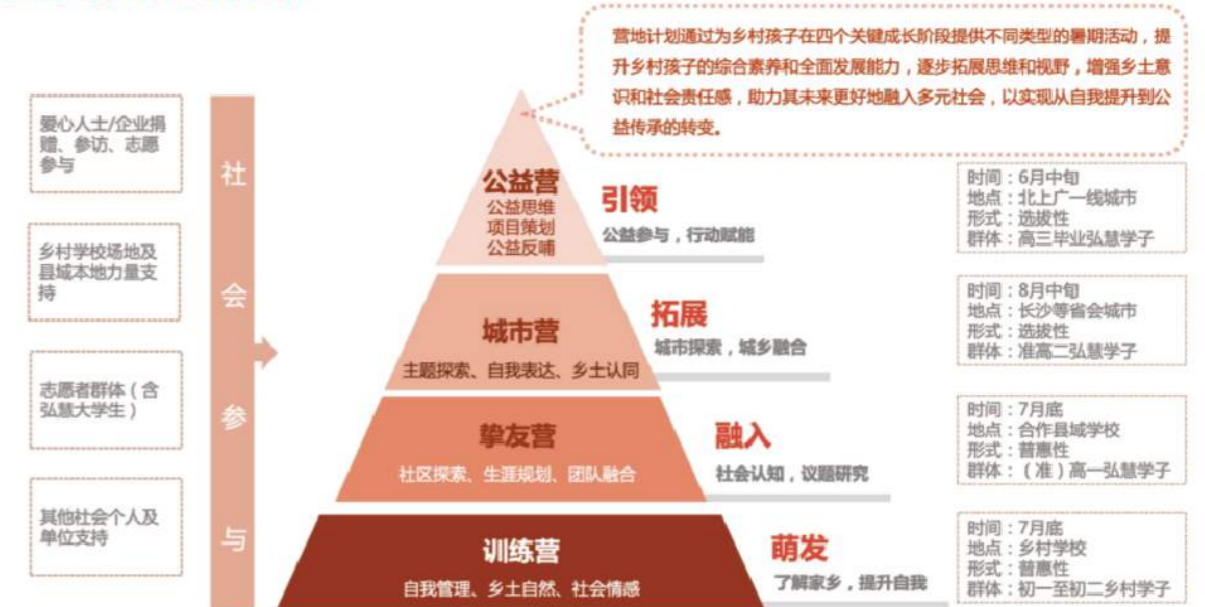 营地计划通过为乡村孩子在四个关键成长阶段提供不同类型的暑期活动，提
升乡村孩子的综合素养和全面发展能力，逐步拓展思维和视野，增强乡土意
识和社会责任感，助力其未来更好地融入多元社会，以实现从自我提升到公
益传承的转变。
爱心人士/企业捐
赠、参访、志愿
参与
乡村学校场地及
县城本地力量支
持
志愿者群体（含
弘慧大学生）
其他社会个人及
单位支持
社
会
参
与
公益营
公益思维
项目策划
公益反哺
引领
公益参与，行动赋能
时间：6月中旬
地点：北上广一线城市
形式：选拔性
群体：高三毕业弘慧学子
城市营
主题探索、自我表达、乡土认同
拓展
城市探索，城乡融合
时间：8月中旬
地点：长沙等省会城市
形式：选拔性
群体：准高二弘慧学子
挚友营
社区探索、生涯规划、团队融合
融入
社会认知，议题研究
时间：7月底
地点：合作县域学校
形式：普惠性
群体：（准）高一弘慧学子
训练营
自我管理、乡土自然、社会情感
萌发
了解家乡，提升自我
时间：7月底
地点：乡村学校
形式：普惠性
群体：初一至初二乡村学子